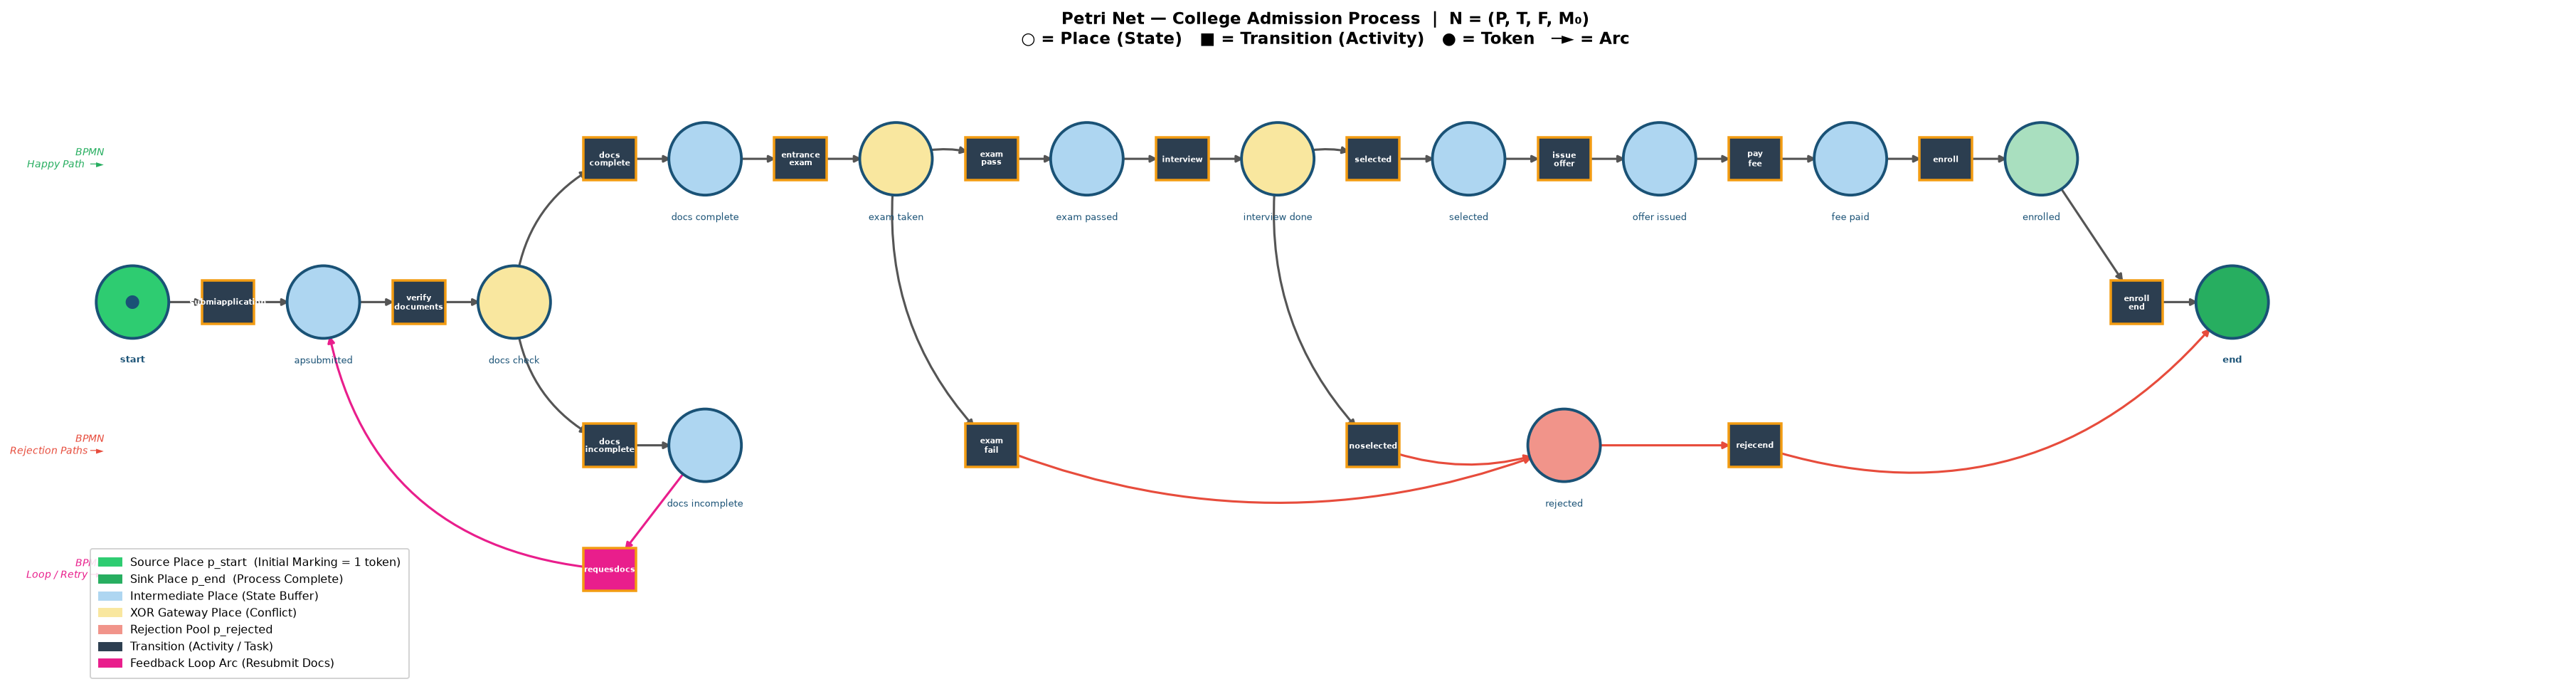 Petri Net — College Admission Process | N = (P, T, F, M₀)
○ = Place (State) ■ = Transition (Activity) ● = Token —► = Arc
BPMN
Happy Path —►
docs
complete
docs complete
entrance
exam
exam taken
exam
pass
exam passed
interview
interview done
selected
selected
issue
offer
offer issued
pay
fee
fee paid
enroll
enrolled
start
apsubmitted
verify
documents
docs check
enroll
end
end
BPMN
Rejection Paths —►
docs
incomplete
docs incomplete
exam
fail
noselected
rejected
rejecend
Loop / Retry
requesdocs
Source Place p_start (Initial Marking = 1 token)
Sink Place p_end (Process Complete)
Intermediate Place (State Buffer)
XOR Gateway Place (Conflict)
Rejection Pool p_rejected
Transition (Activity / Task)
Feedback Loop Arc (Resubmit Docs)